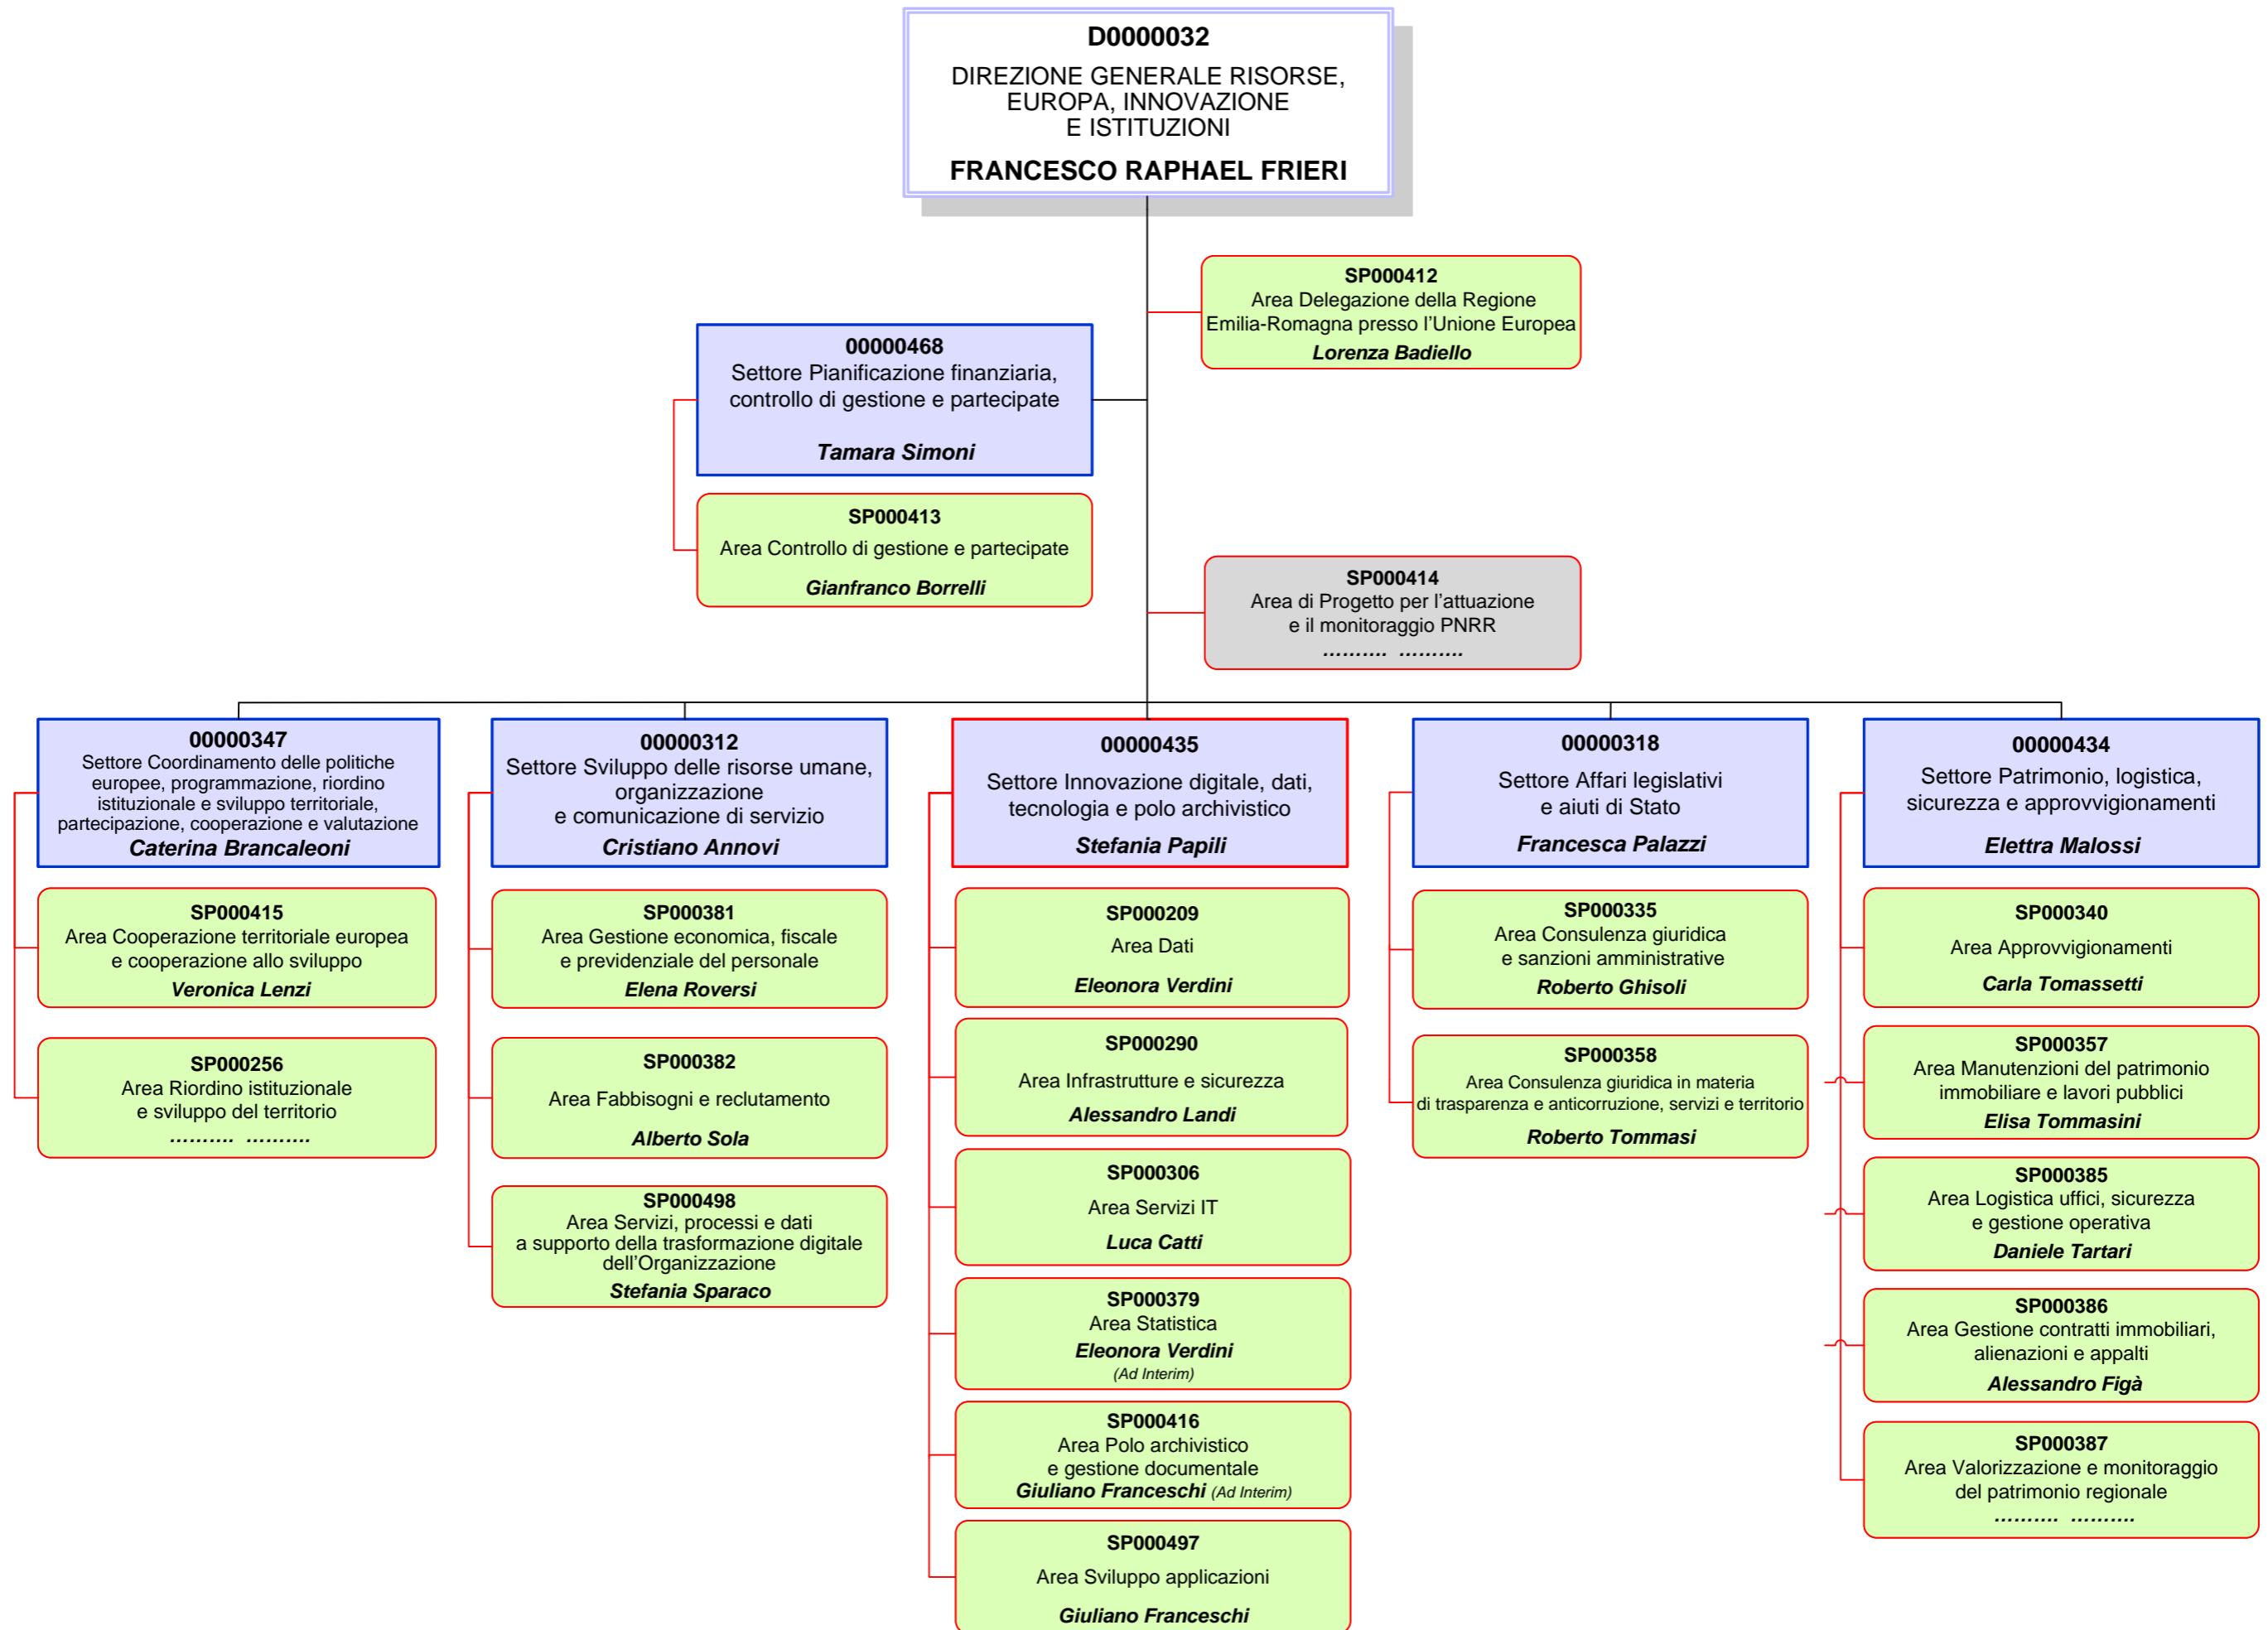 D0000032
DIREZIONE GENERALE RISORSE,
EUROPA, INNOVAZIONE
E ISTITUZIONI
FRANCESCO RAPHAEL FRIERI
SP000412
Area Delegazione della Regione
Emilia-Romagna presso l'Unione Europea
Lorenza Badiello
00000468
Settore Pianificazione finanziaria,
controllo di gestione e partecipate
Tamara Simoni
SP000413
Area Controllo di gestione e partecipate
Gianfranco Borrelli
SP000414
Area di Progetto per l'attuazione
e il monitoraggio PNRR
.......... ..........
00000347
Settore Coordinamento delle politiche
europee, programmazione, riordino
istituzionale e sviluppo territoriale,
partecipazione, cooperazione e valutazione
Caterina Brancaleoni
SP000415
Area Cooperazione territoriale europea
e cooperazione allo sviluppo
Veronica Lenzi
SP000256
Area Riordino istituzionale
e sviluppo del territorio
.......... ..........
00000312
Settore Sviluppo delle risorse umane,
organizzazione
e comunicazione di servizio
Cristiano Annovi
SP000381
Area Gestione economica, fiscale
e previdenziale del personale
Elena Roversi
SP000382
Area Fabbisogni e reclutamento
Alberto Sola
SP000498
Area Servizi, processi e dati
a supporto della trasformazione digitale
dell'Organizzazione
Stefania Sparaco
00000435
Settore Innovazione digitale, dati,
tecnologia e polo archivistico
Stefania Papili
SP000209
Area Dati
Eleonora Verdini
SP000290
Area Infrastrutture e sicurezza
Alessandro Landi
SP000306
Area Servizi IT
Luca Catti
SP000379
Area Statistica
Eleonora Verdini
(Ad Interim)
SP000416
Area Polo archivistico
e gestione documentale
Giuliano Franceschi (Ad Interim)
SP000497
Area Sviluppo applicazioni
Giuliano Franceschi
00000318
Settore Affari legislativi
e aiuti di Stato
Francesca Palazzi
SP000335
Area Consulenza giuridica
e sanzioni amministrative
Roberto Ghisoli
SP000358
Area Consulenza giuridica in materia
di trasparenza e anticorruzione, servizi e territorio
Roberto Tommasi
00000434
Settore Patrimonio, logistica,
sicurezza e approvvigionamenti
Elettra Malossi
SP000340
Area Approvvigionamenti
Carla Tomassetti
SP000357
Area Manutenzioni del patrimonio
immobiliare e lavori pubblici
Elisa Tommasini
SP000385
Area Logistica uffici, sicurezza
e gestione operativa
Daniele Tartari
SP000386
Area Gestione contratti immobiliari,
alienazioni e appalti
Alessandro Figà
SP000387
Area Valorizzazione e monitoraggio
del patrimonio regionale
.......... ..........